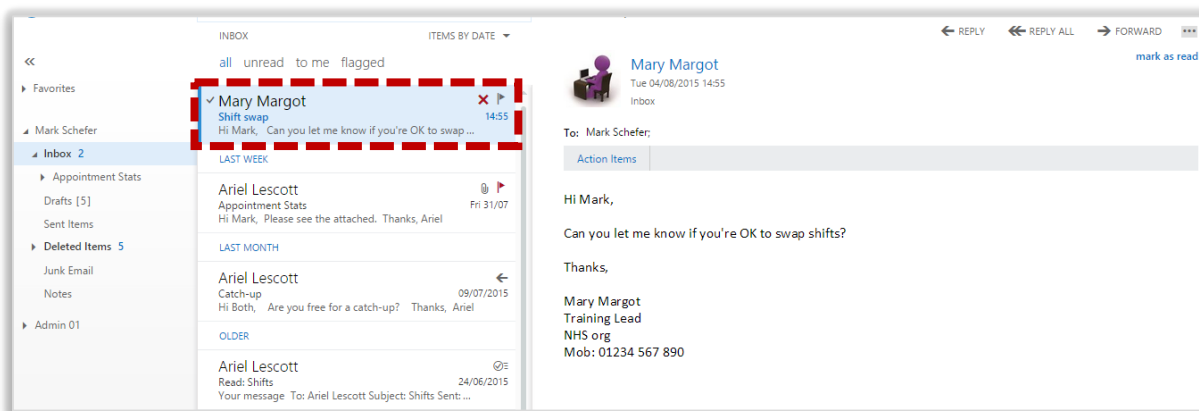 INBOX
ITEMS BY DATE
all unread to me flagged
Favorites
Mark Schefer
Inbox 2
Appointment Stats
Drafts [5]
Sent Items
Deleted Items 5
Junk Email
Notes
Admin 01
Mary Margot
Shift swap 14:55
Hi Mark, Can you let me know if you're OK to swap ...
LAST WEEK
Ariel Lescott
Appointment Stats Fri 31/07
Hi Mark, Please see the attached. Thanks, Ariel
LAST MONTH
Ariel Lescott
Catch-up 09/07/2015
Hi Both, Are you free for a catch-up? Thanks, Ariel
OLDER
Ariel Lescott
Read: Shifts 24/06/2015
Your message To: Ariel Lescott Subject: Shifts Sent: ...
REPLY REPLY ALL FORWARD ...
mark as read
Mary Margot
Tue 04/08/2015 14:55
Inbox
To: Mark Schefer;
Action Items
Hi Mark,
Can you let me know if you're OK to swap shifts?
Thanks,
Mary Margot
Training Lead
NHS org
Mob: 01234 567 890